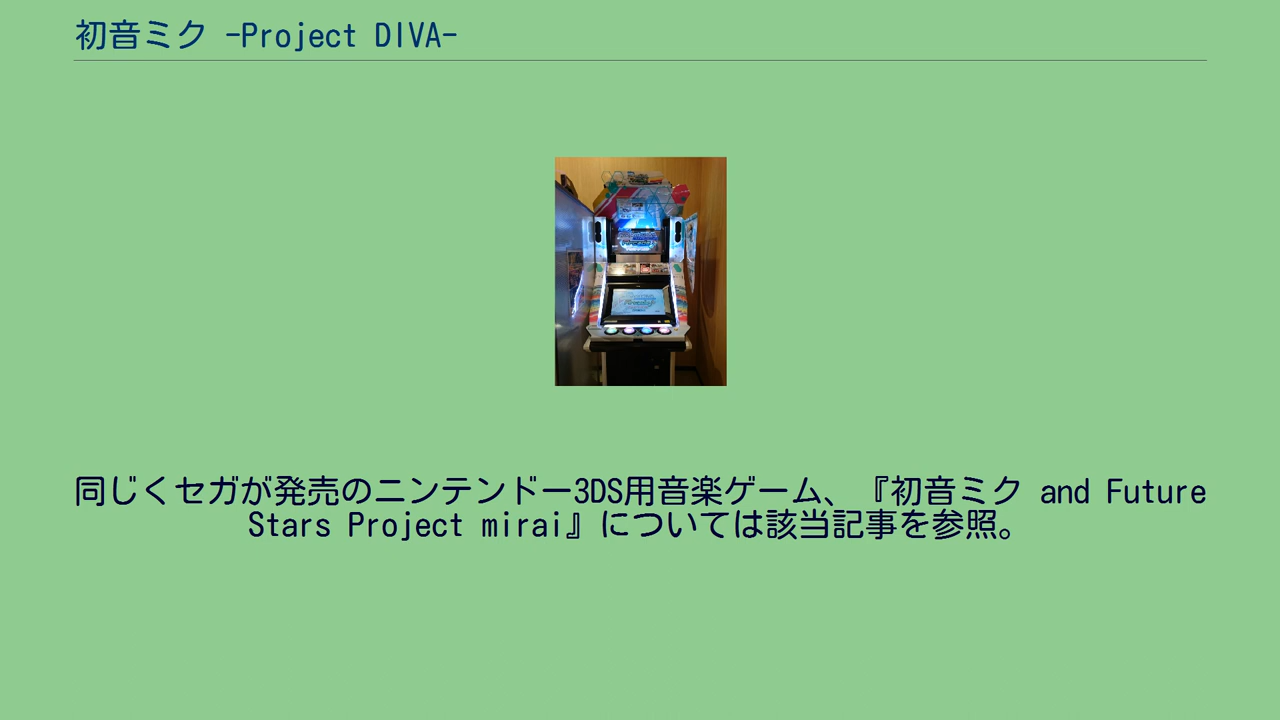 初音ミク -Project DIVA-
同じくセガが発売のニンテンドー3DS用音楽ゲーム、『初音ミク and Future
Stars Project mirai』については該当記事を参照。